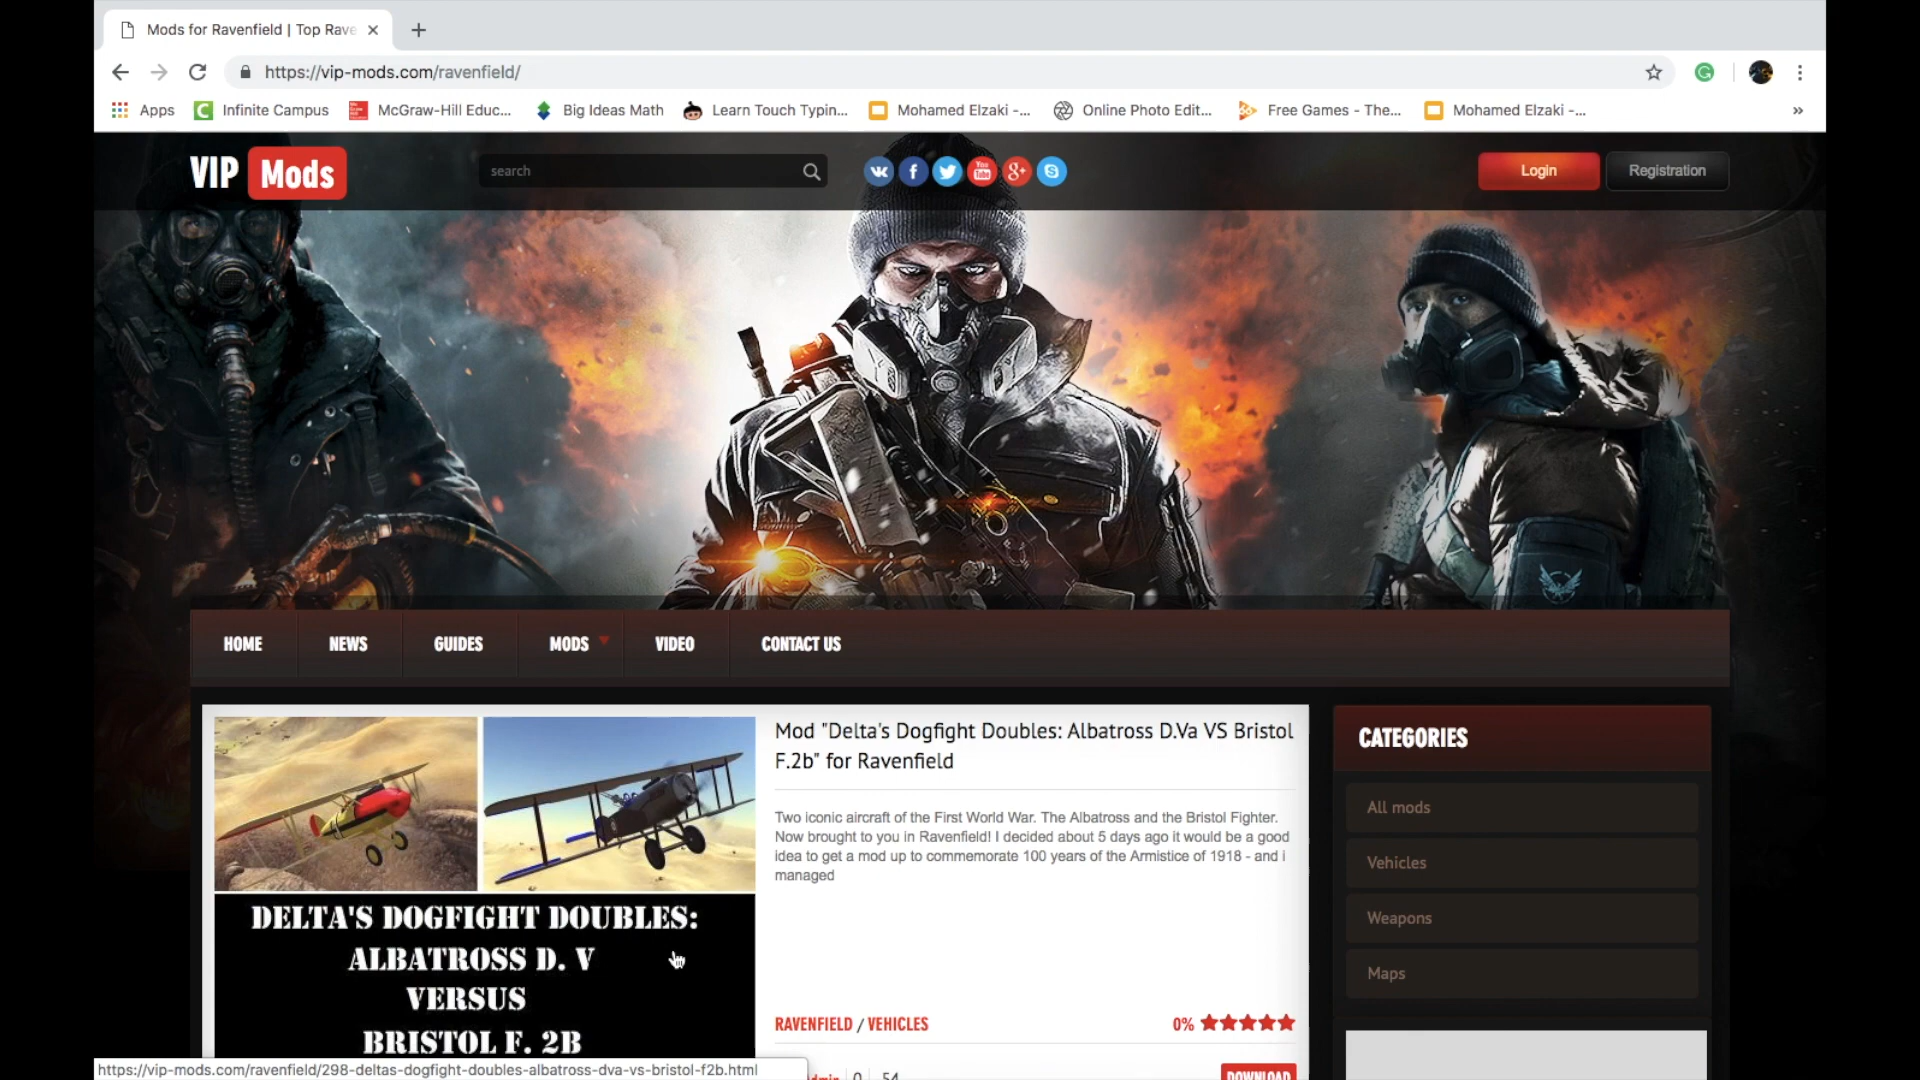 Mods for Ravenfield | Top Rave
https://vip-mods.com/ravenfield/
Apps
Infinite Campus
McGraw-Hill Educ...
Big Ideas Math
Learn Touch Typin...
Mohamed Elzaki -...
Online Photo Edit...
Free Games - The...
Mohamed Elzaki -...
VIP Mods
search
You Tube
Login
Registration
HOME
NEWS
GUIDES
MODS
VIDEO
CONTACT US
Mod "Delta's Dogfight Doubles: Albatross D.Va VS Bristol
F.2b" for Ravenfield
Two iconic aircraft of the First World War. The Albatross and the Bristol Fighter.
Now brought to you in Ravenfield! I decided about 5 days ago it would be a good
idea to get a mod up to commemorate 100 years of the Armistice of 1918 - and i
managed
DELTA'S DOGFIGHT DOUBLES:
ALBATROSS D. V
VERSUS
BRISTOL F. 2B
RAVENFIELD / VEHICLES
0%
0
54
DOWNLOAD
CATEGORIES
All mods
Vehicles
Weapons
Maps
https://vip-mods.com/ravenfield/298-deltas-dogfight-doubles-albatross-dva-vs-bristol-f2b.html